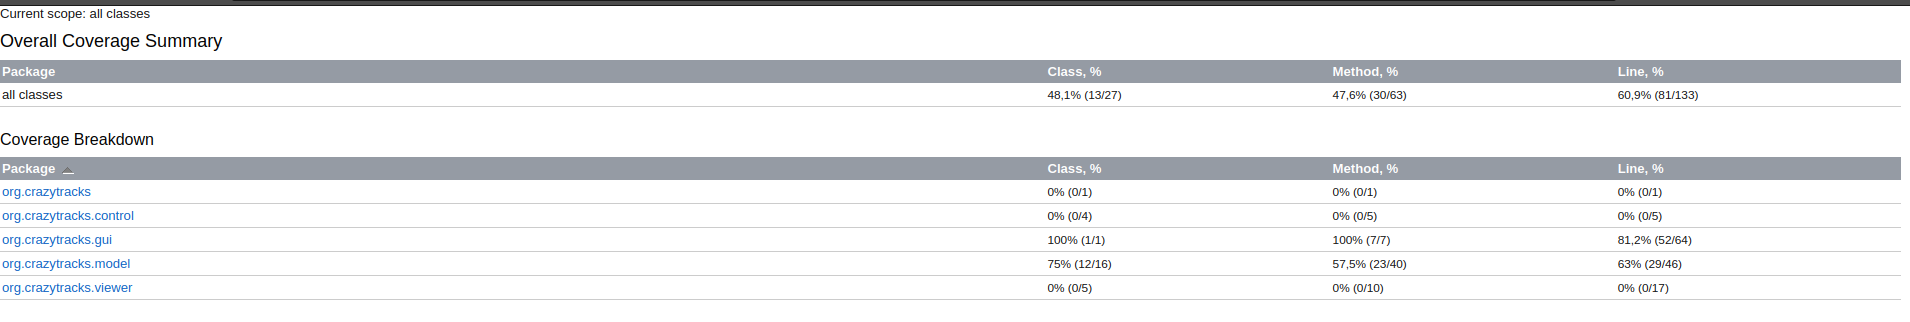 Current scope: all classes
Overall Coverage Summary
Package Class, % Method, % Line, %
all classes 48,1% (13/27) 47,6% (30/63) 60,9% (81/133)
Coverage Breakdown
Package Class, % Method, % Line, %
org.crazytracks 0% (0/1) 0% (0/1) 0% (0/1)
org.crazytracks.control 0% (0/4) 0% (0/5) 0% (0/5)
org.crazytracks.gui 100% (1/1) 100% (7/7) 81,2% (52/64)
org.crazytracks.model 75% (12/16) 57,5% (23/40) 63% (29/46)
org.crazytracks.viewer 0% (0/5) 0% (0/10) 0% (0/17)